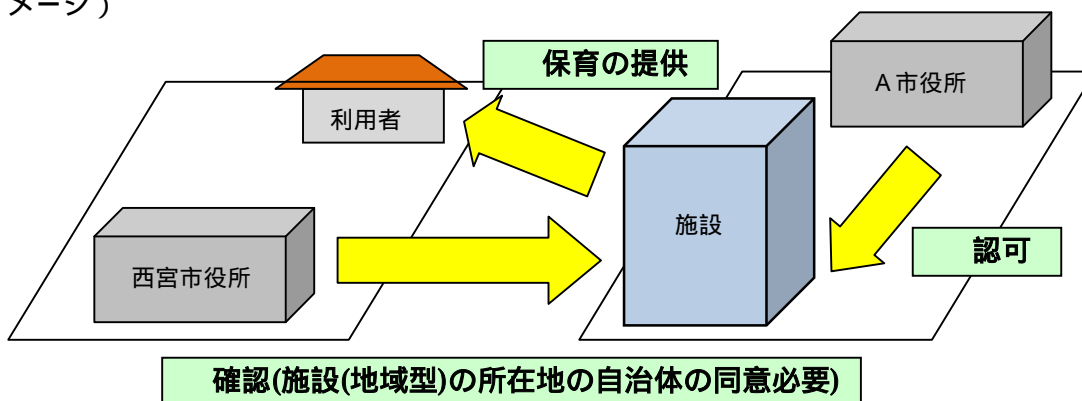 メージ）
保育の提供
Ａ市役所
利用者
施設
認可
西宮市役所
確認(施設(地域型)の所在地の自治体の同意必要)